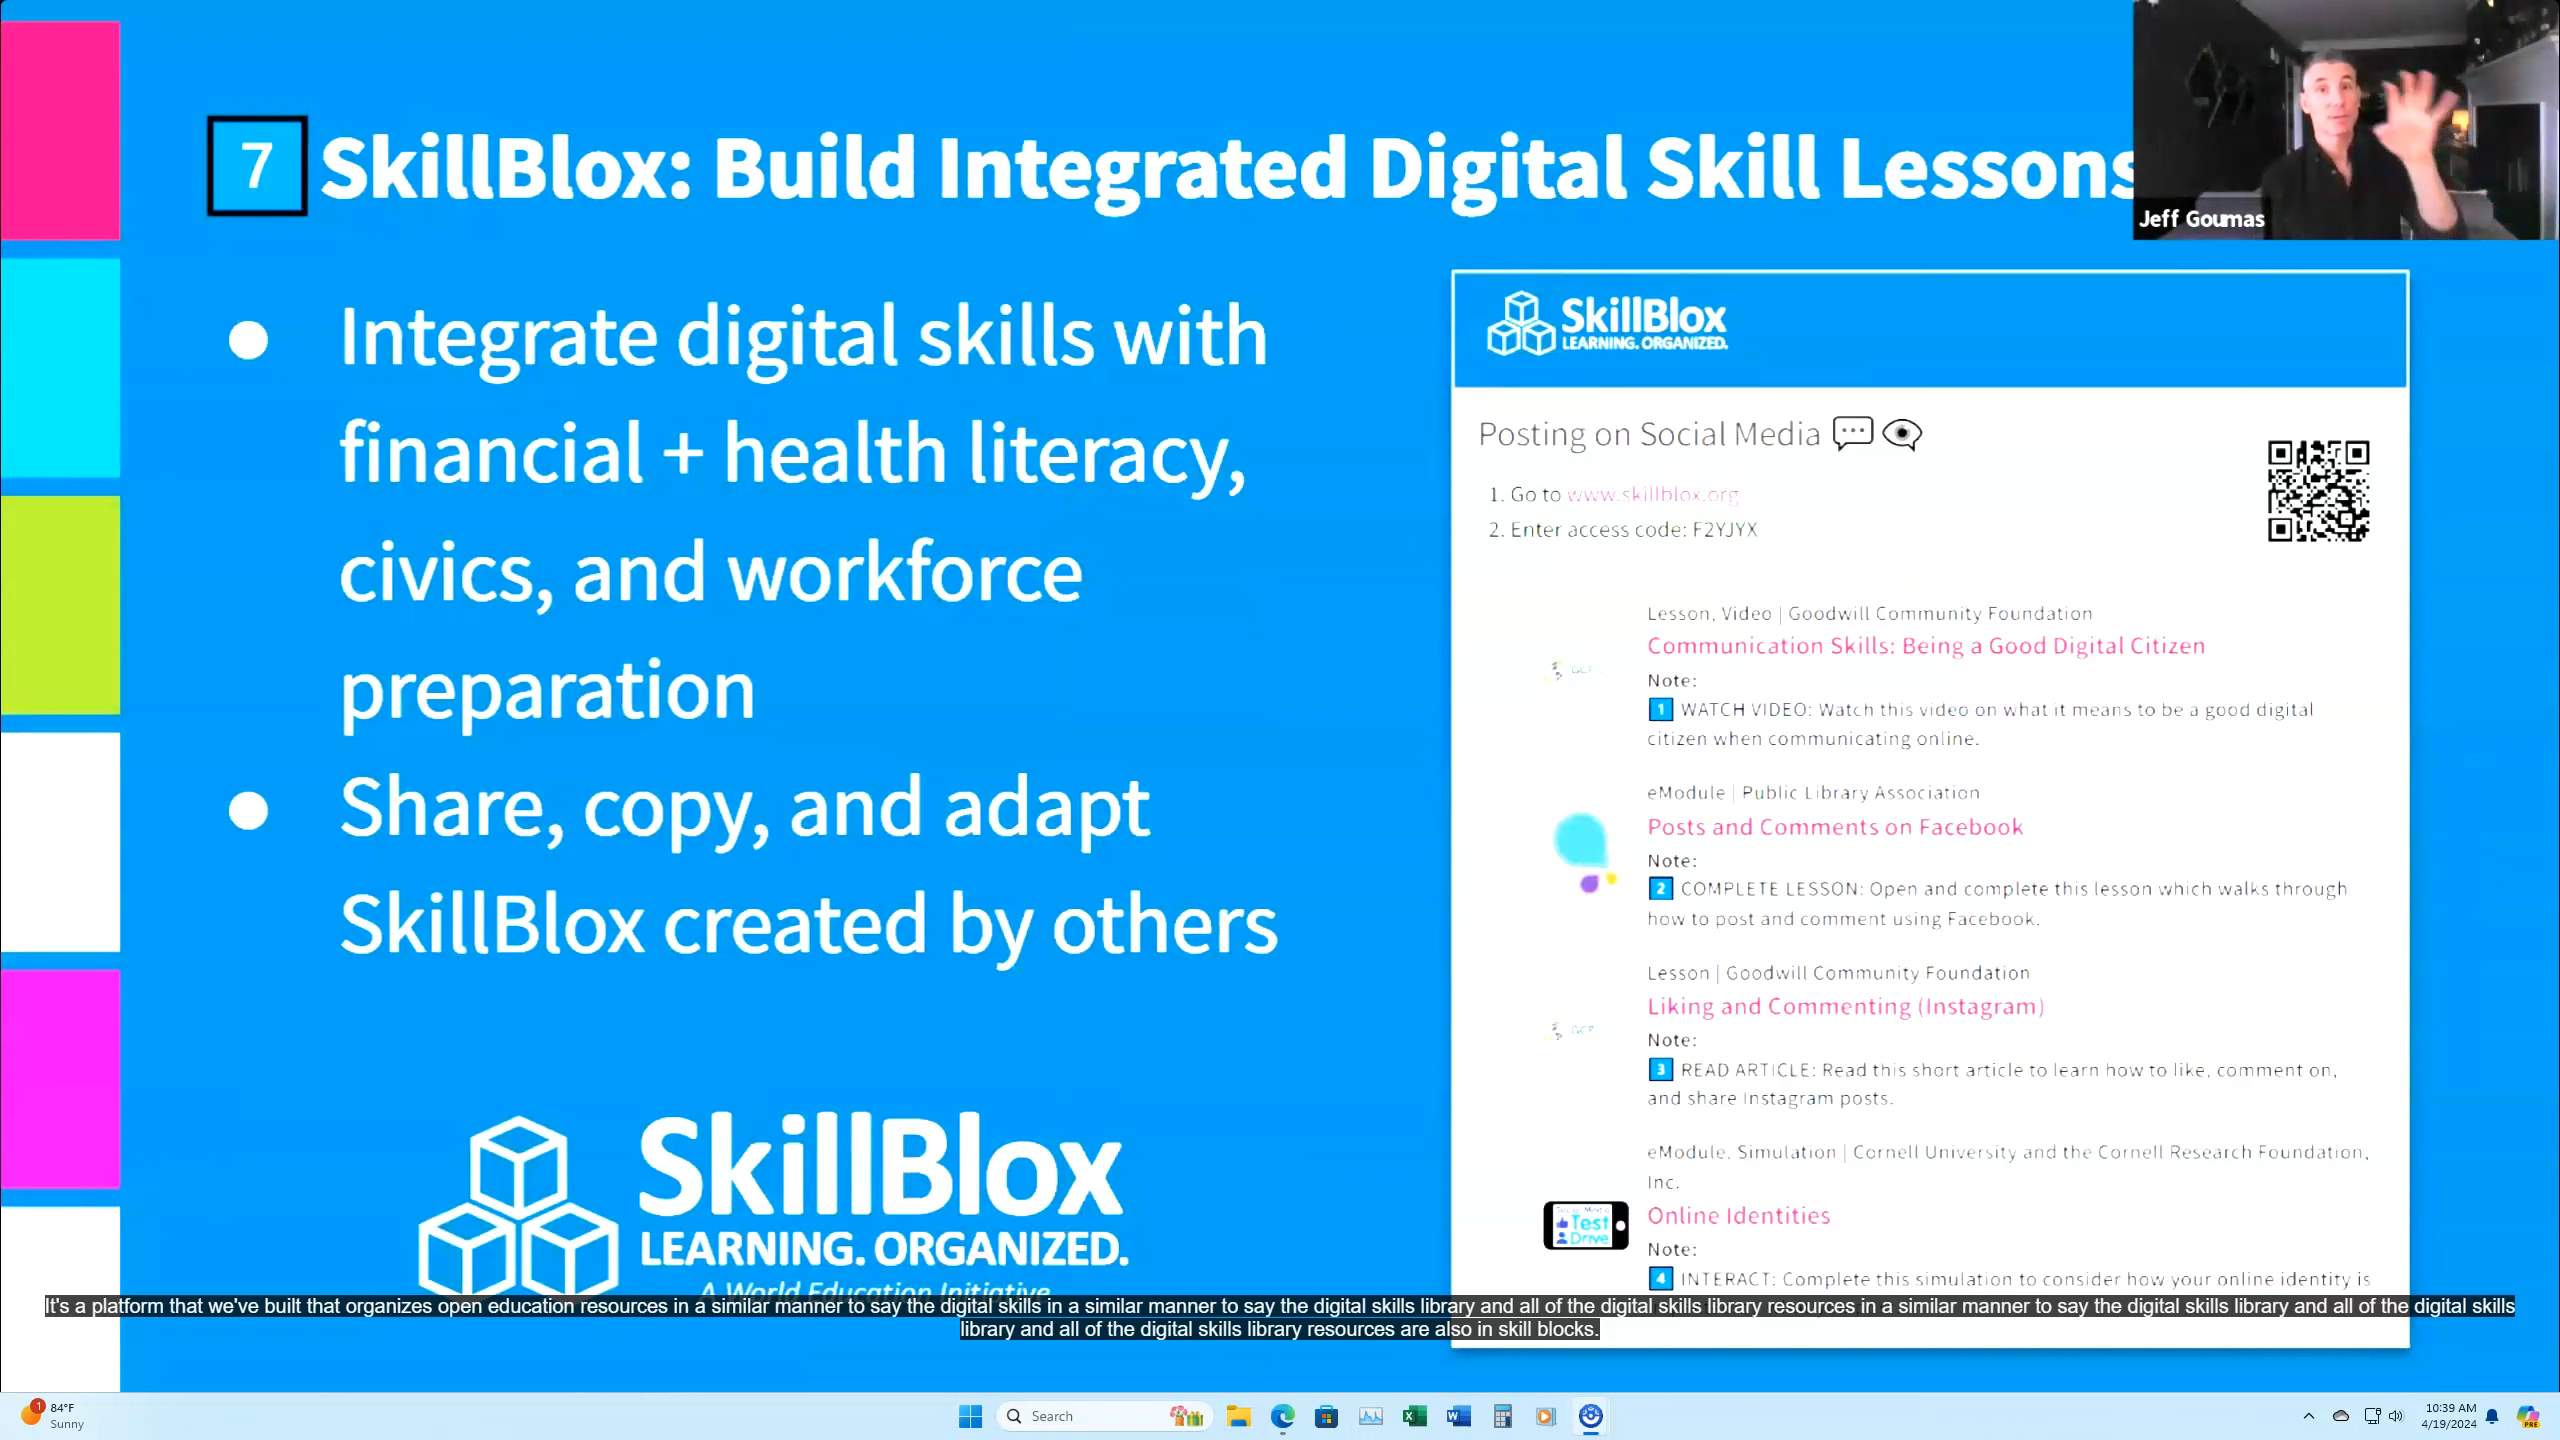 7 SkillBlox: Build Integrated Digital Skill Lessons
Jeff Goumas
● Integrate digital skills with
financial + health literacy,
civics, and workforce
preparation
● Share, copy, and adapt
SkillBlox created by others
SkillBlox
LEARNING. ORGANIZED.
A World Education Initiative
SkillBlox
LEARNING. ORGANIZED.
Posting on Social Media
1. Go to www.skillblox.org
2. Enter access code: F2YJYX
Lesson, Video | Goodwill Community Foundation
Communication Skills: Being a Good Digital Citizen
Note:
1 WATCH VIDEO: Watch this video on what it means to be a good digital
citizen when communicating online.
eModule | Public Library Association
Posts and Comments on Facebook
Note:
2 COMPLETE LESSON: Open and complete this lesson which walks through
how to post and comment using Facebook.
Lesson | Goodwill Community Foundation
Liking and Commenting (Instagram)
Note:
3 READ ARTICLE: Read this short article to learn how to like, comment on,
and share Instagram posts.
eModule, Simulation | Cornell University and the Cornell Research Foundation,
Inc.
Test
Drive
Online Identities
Note:
4 INTERACT: Complete this simulation to consider how your online identity is
It's a platform that we've built that organizes open education resources in a similar manner to say the digital skills in a similar manner to say the digital skills library and all of the digital skills library resources in a similar manner to say the digital skills library and all of the digital skills
library and all of the digital skills library resources are also in skill blocks.
1
84°F
Sunny
Search
10:39 AM
4/19/2024
PRE